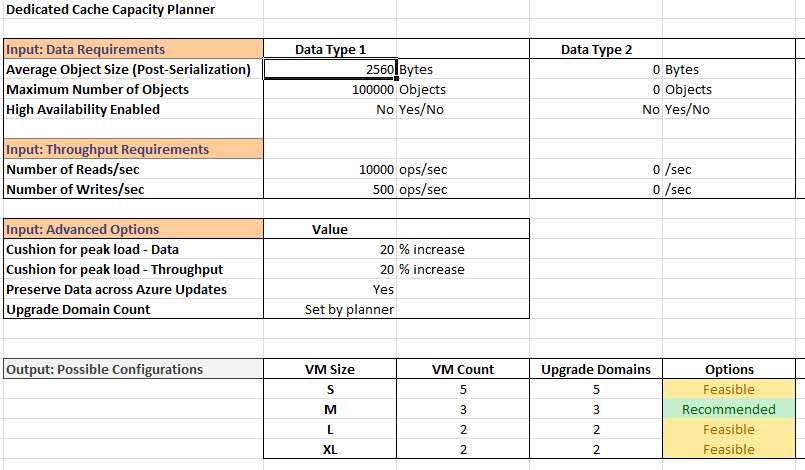 Dedicated Cache Capacity Planner
Input: Data Requirements Data Type 1 Data Type 2
Average Object Size (Post-Serialization) 2560 Bytes 0 Bytes
Maximum Number of Objects 100000 Objects 0 Objects
High Availability Enabled No Yes/No No Yes/No
Input: Throughput Requirements
Number of Reads/sec 10000 ops/sec 0 /sec
Number of Writes/sec 500 ops/sec 0 /sec
Input: Advanced Options Value
Cushion for peak load - Data 20 % increase
Cushion for peak load - Throughput 20 % increase
Preserve Data across Azure Updates Yes
Upgrade Domain Count Set by planner
Output: Possible Configurations VM Size VM Count Upgrade Domains Options
S 5 5 Feasible
M 3 3 Recommended
L 2 2 Feasible
XL 2 2 Feasible